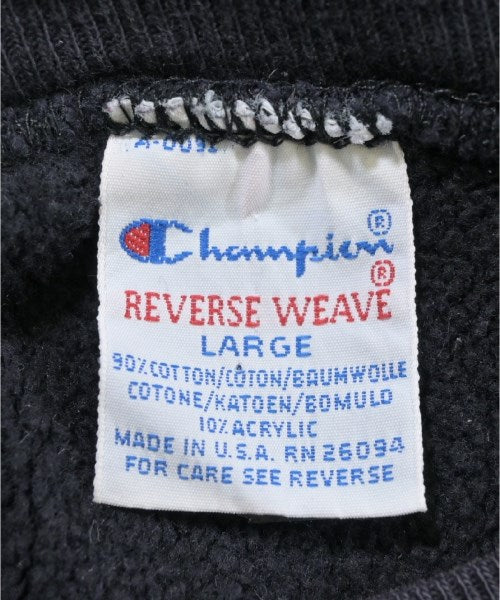 Champion®
REVERSE WEAVE®
LARGE
90% COTTON/COTON/BAUMWOLLE
COTONE/KATOEN/BOMULD
10% ACRYLIC
MADE IN U.S.A. RN 26094
FOR CARE SEE REVERSE